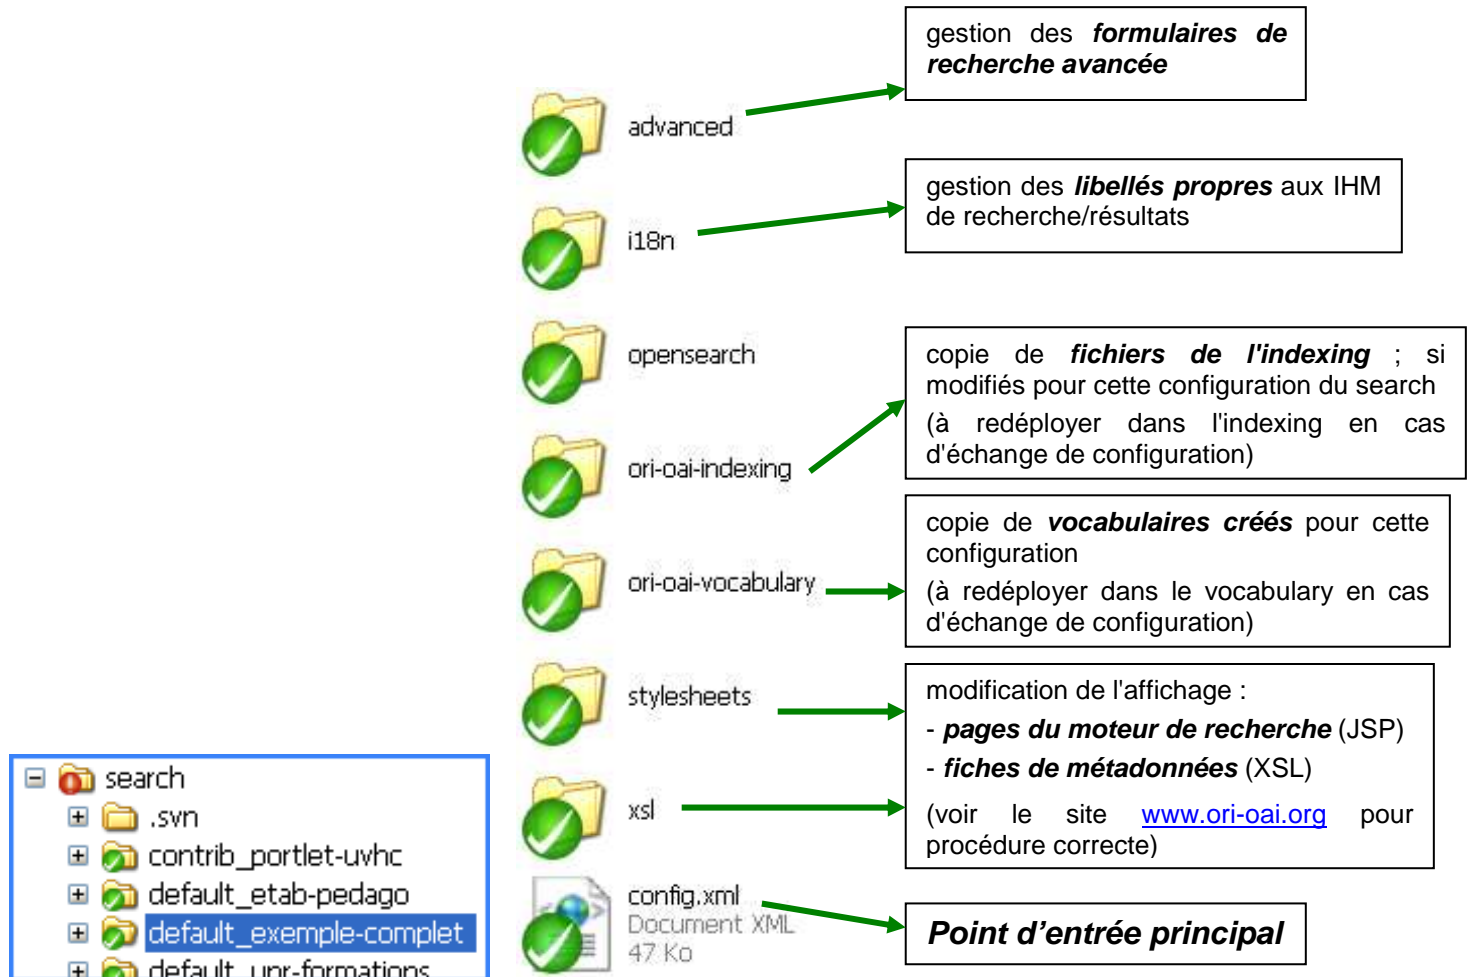 gestion des formulaires de
recherche avancée
advanced
gestion des libellés propres aux IHM
de recherche/résultats
i18n
opensearch
copie de fichiers de l'indexing ; si
modifiés pour cette configuration du search
(à redéployer dans l'indexing en cas
d'échange de configuration)
ori-oai-indexing
copie de vocabulaires créés pour cette
configuration
(à redéployer dans le vocabulary en cas
d'échange de configuration)
ori-oai-vocabulary
stylesheets
modification de l'affichage :
- pages du moteur de recherche (JSP)
- fiches de métadonnées (XSL)
(voir le site www.ori-oai.org pour
procédure correcte)
xsl
config.xml
Document XML
47 Ko
Point d’entrée principal
search
.svn
contrib_portlet-uvhc
default_etab-pedago
default_exemple-complet
default_unr-formations